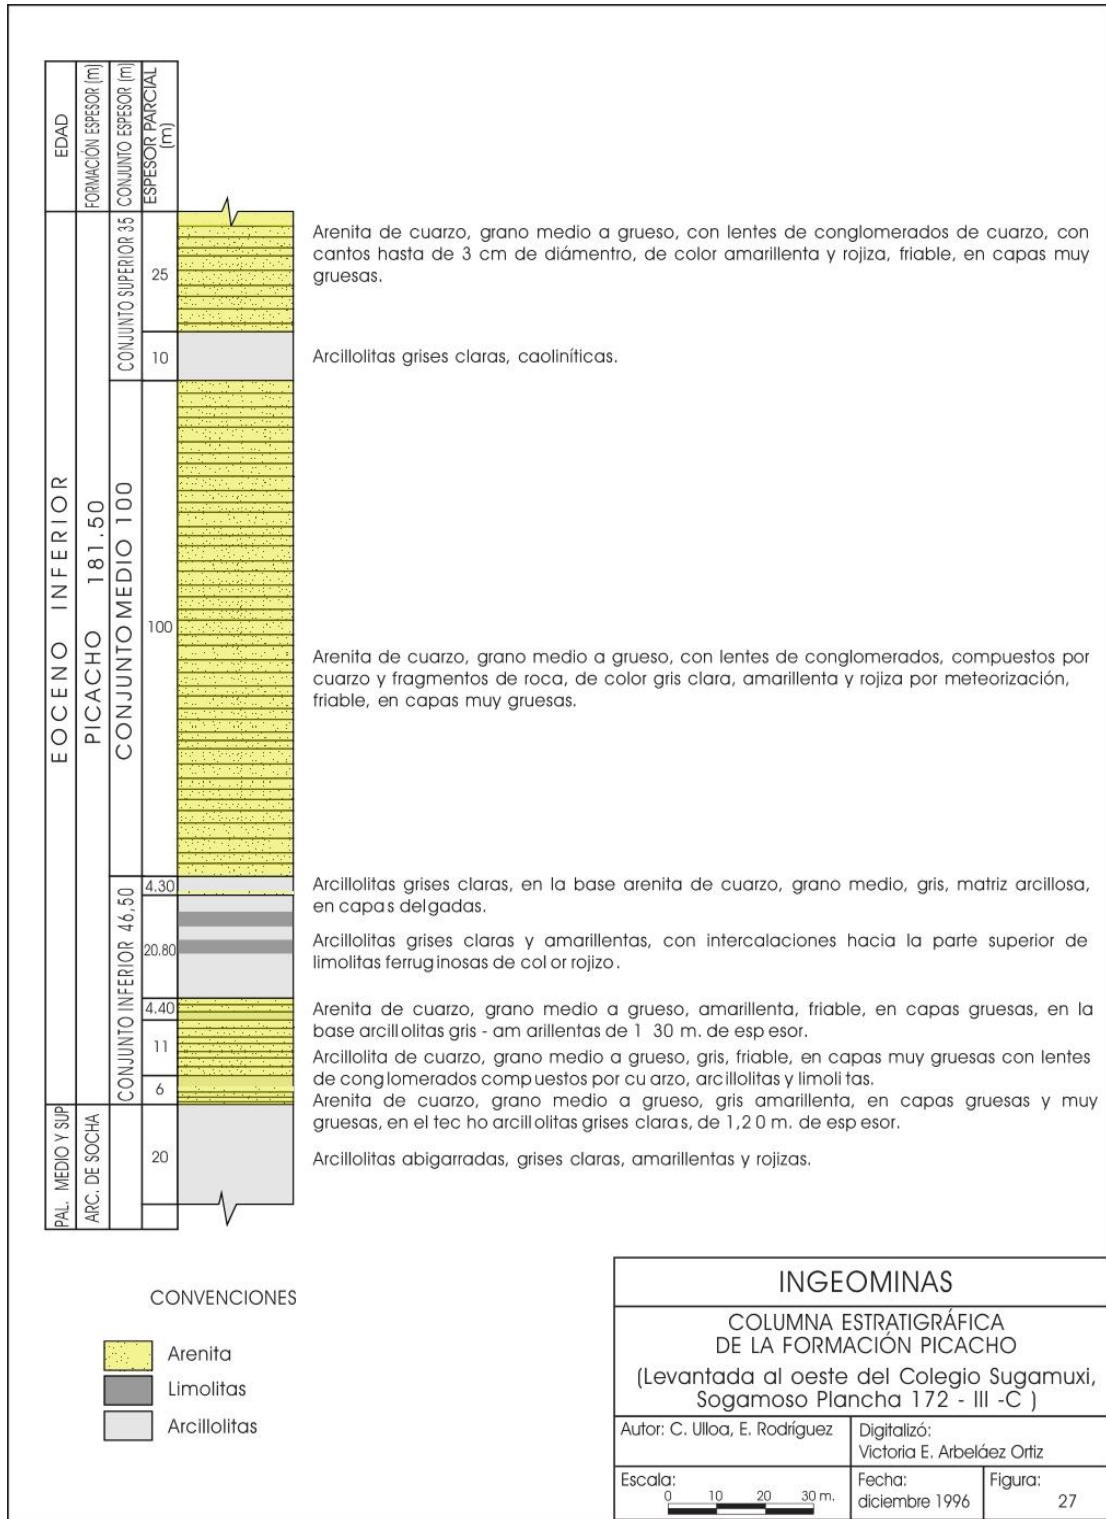 EDAD
FORMACIÓN ESPESOR (m)
CONJUNTO ESPESOR (m)
ESPESOR PARCIAL
(m)
EOCENO INFERIOR
PICACHO 181.50
CONJUNTO SUPERIOR 35
25
Arenita de cuarzo, grano medio a grueso, con lentes de conglomerados de cuarzo, con
cantos hasta de 3 cm de diámentro, de color amarillenta y rojiza, friable, en capas muy
gruesas.
10
Arcillolitas grises claras, caoliníticas.
CONJUNTO MEDIO 100
100
Arenita de cuarzo, grano medio a grueso, con lentes de conglomerados, compuestos por
cuarzo y fragmentos de roca, de color gris clara, amarillenta y rojiza por meteorización,
friable, en capas muy gruesas.
CONJUNTO INFERIOR 46.50
4.30
Arcillolitas grises claras, en la base arenita de cuarzo, grano medio, gris, matriz arcillosa,
en capas delgadas.
20.80
Arcillolitas grises claras y amarillentas, con intercalaciones hacia la parte superior de
limolitas ferruginosas de color rojizo.
4.40
Arenita de cuarzo, grano medio a grueso, amarillenta, friable, en capas gruesas, en la
base arcillolitas gris - amarillentas de 1 30 m. de espesor.
11
Arcillolita de cuarzo, grano medio a grueso, gris, friable, en capas muy gruesas con lentes
de conglomerados compuestos por cuarzo, arcillolitas y limolitas.
6
Arenita de cuarzo, grano medio a grueso, gris amarillenta, en capas gruesas y muy
gruesas, en el techo arcillolitas grises claras, de 1,20 m. de espesor.
PAL. MEDIO Y SUP
ARC. DE SOCHA
20
Arcillolitas abigarradas, grises claras, amarillentas y rojizas.
CONVENCIONES
Arenita
Limolitas
Arcillolitas
INGEOMINAS
COLUMNA ESTRATIGRÁFICA
DE LA FORMACIÓN PICACHO
(Levantada al oeste del Colegio Sugamuxi,
Sogamoso Plancha 172 - III -C )
Autor: C. Ulloa, E. Rodríguez
Digitalizó:
Victoria E. Arbeláez Ortiz
Escala:
0 10 20 30 m.
Fecha:
diciembre 1996
Figura:
27